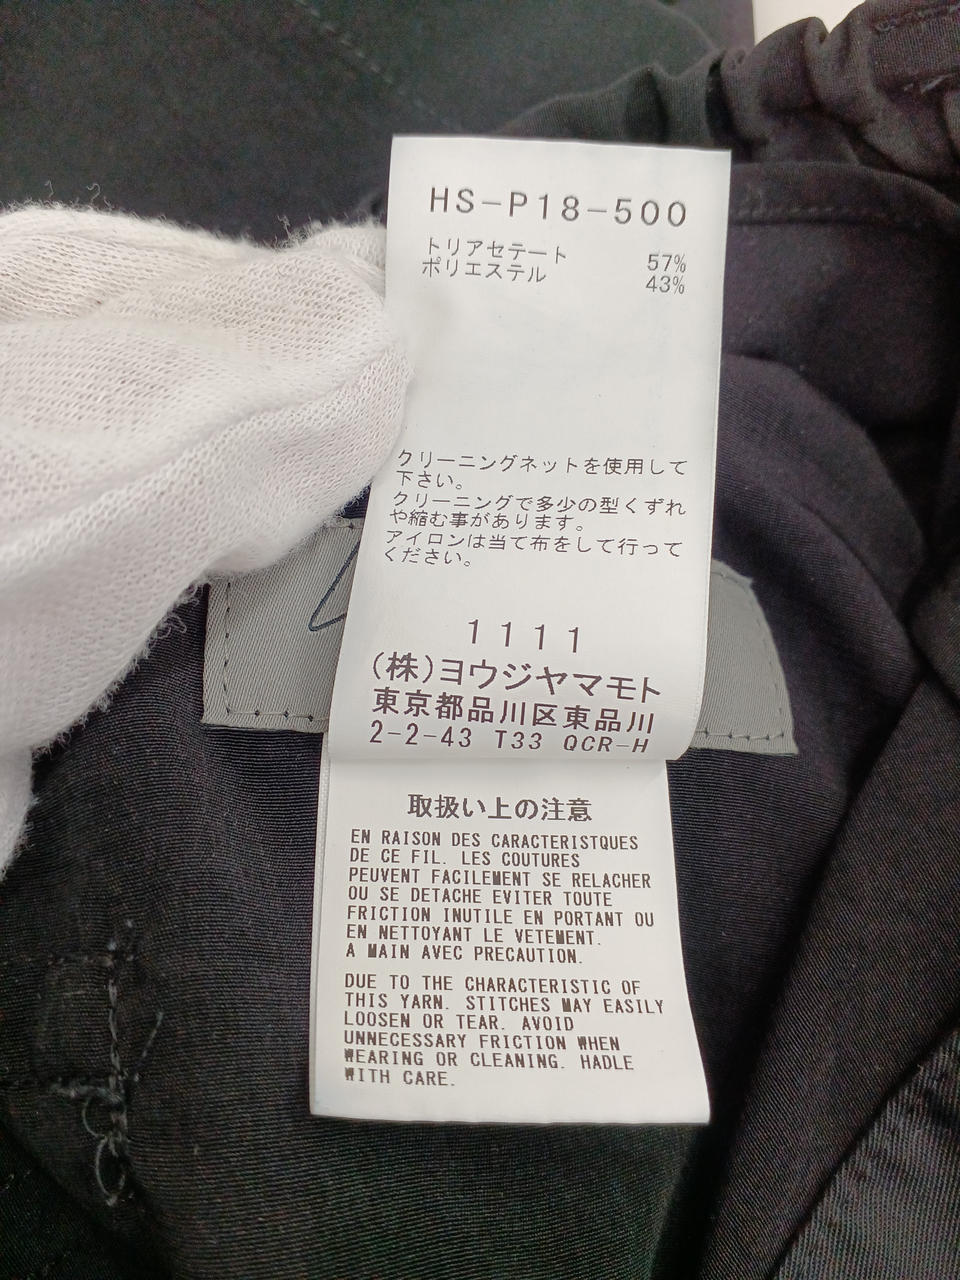 HS-P18-500
トリアセテート 57%
ポリエステル 43%
クリーニングネットを使用して
下さい。
クリーニングで多少の型くずれ
や縮む事があります。
アイロンは当て布をして行って
ください。
1111
(株)ヨウジヤマモト
東京都品川区東品川
2-2-43 T33 QCR-H
取扱い上の注意
EN RAISON DES CARACTERISTQUES
DE CE FIL. LES COUTURES
PEUVENT FACILEMENT SE RELACHER
OU SE DETACHE EVITER TOUTE
FRICTION INUTILE EN PORTANT OU
EN NETTOYANT LE VETEMENT.
A MAIN AVEC PRECAUTION.
DUE TO THE CHARACTERISTIC OF
THIS YARN. STITCHES MAY EASILY
LOOSEN OR TEAR. AVOID
UNNECESSARY FRICTION WHEN
WEARING OR CLEANING. HADLE
WITH CARE.